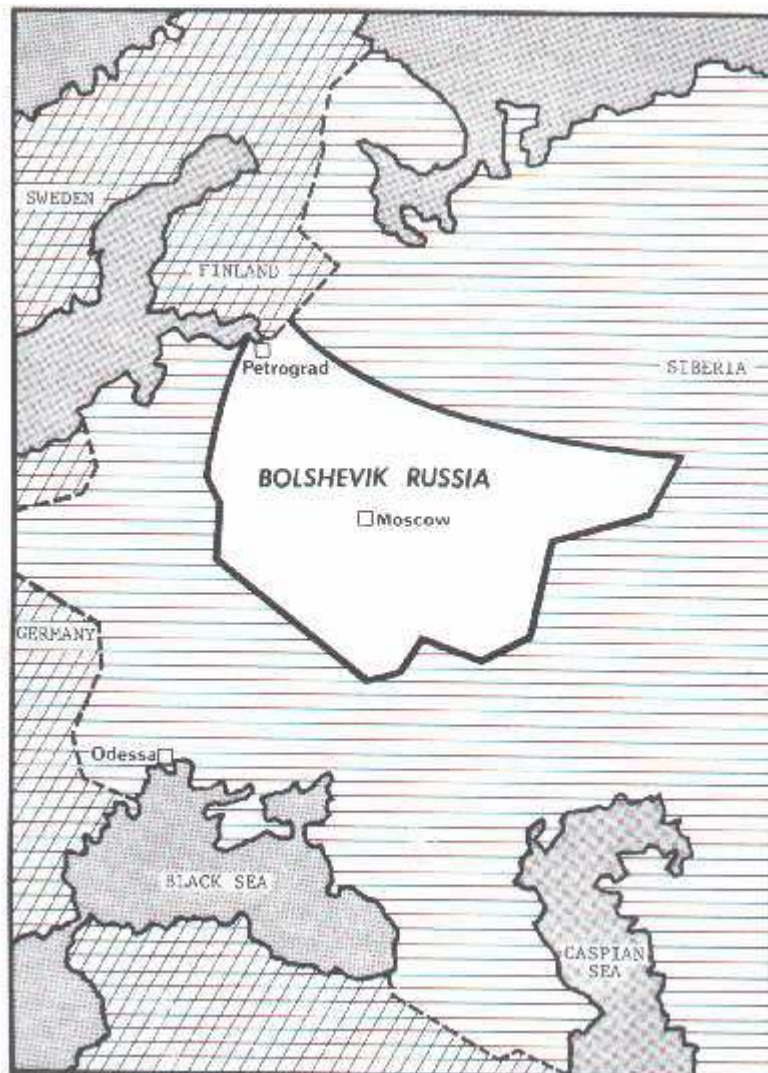 SWEDEN
FINLAND
Petrograd
SIBERIA
BOLSHEVIK RUSSIA
Moscow
GERMANY
Odessa
BLACK SEA
CASPIAN
SEA